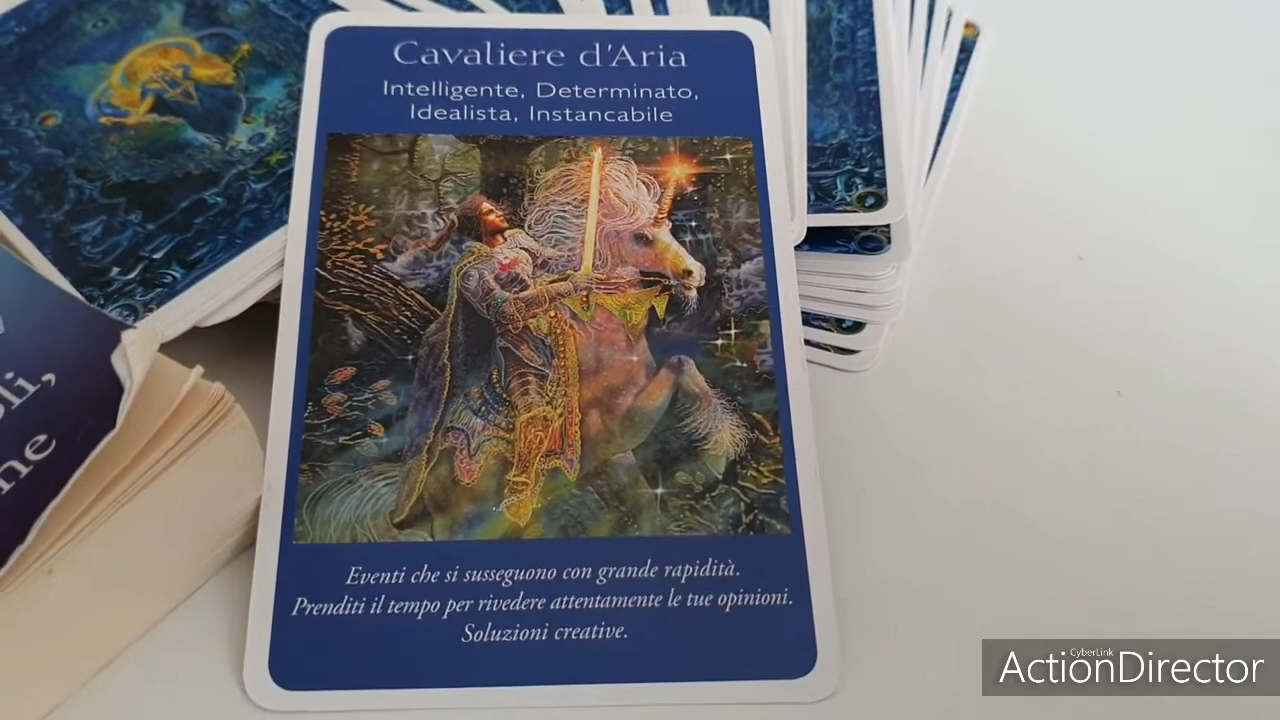 Cavaliere d'Aria
Intelligente, Determinato,
Idealista, Instancabile
Eventi che si susseguono con grande rapidità.
Prenditi il tempo per rivedere attentamente le tue opinioni.
Soluzioni creative.
CyberLink
ActionDirector